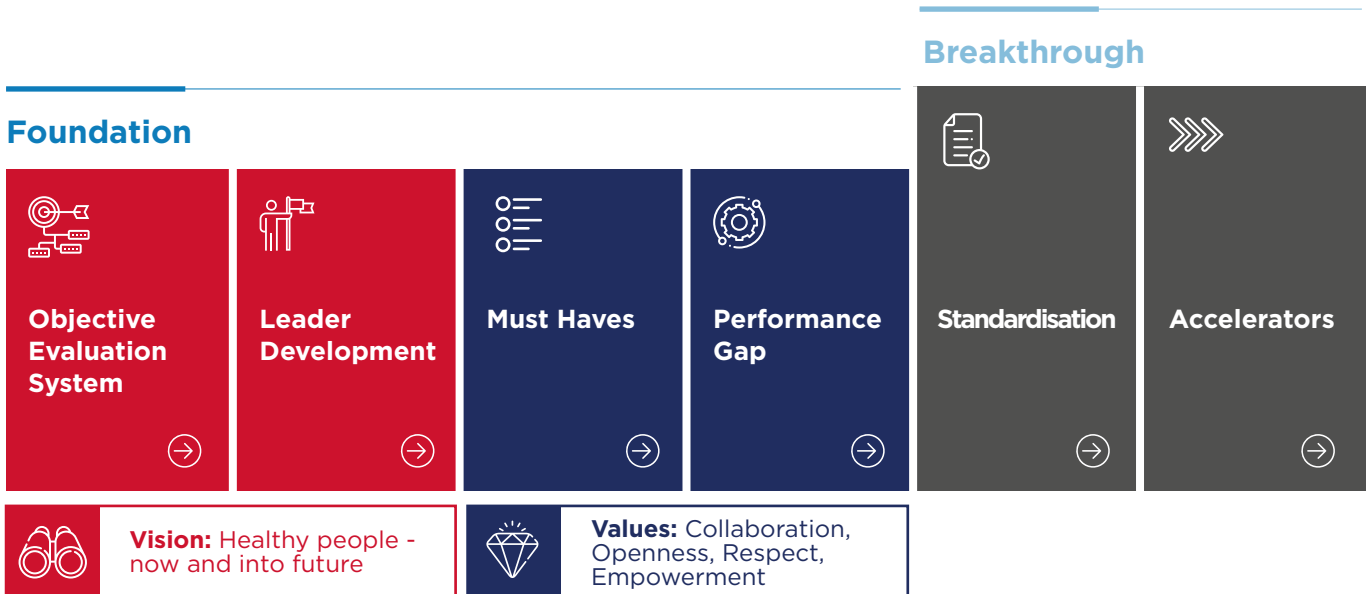 Breakthrough
Foundation
Objective
Evaluation
System
Leader
Development
Must Haves
Performance
Gap
Standardisation
Accelerators
Vision: Healthy people -
now and into future
Values: Collaboration,
Openness, Respect,
Empowerment